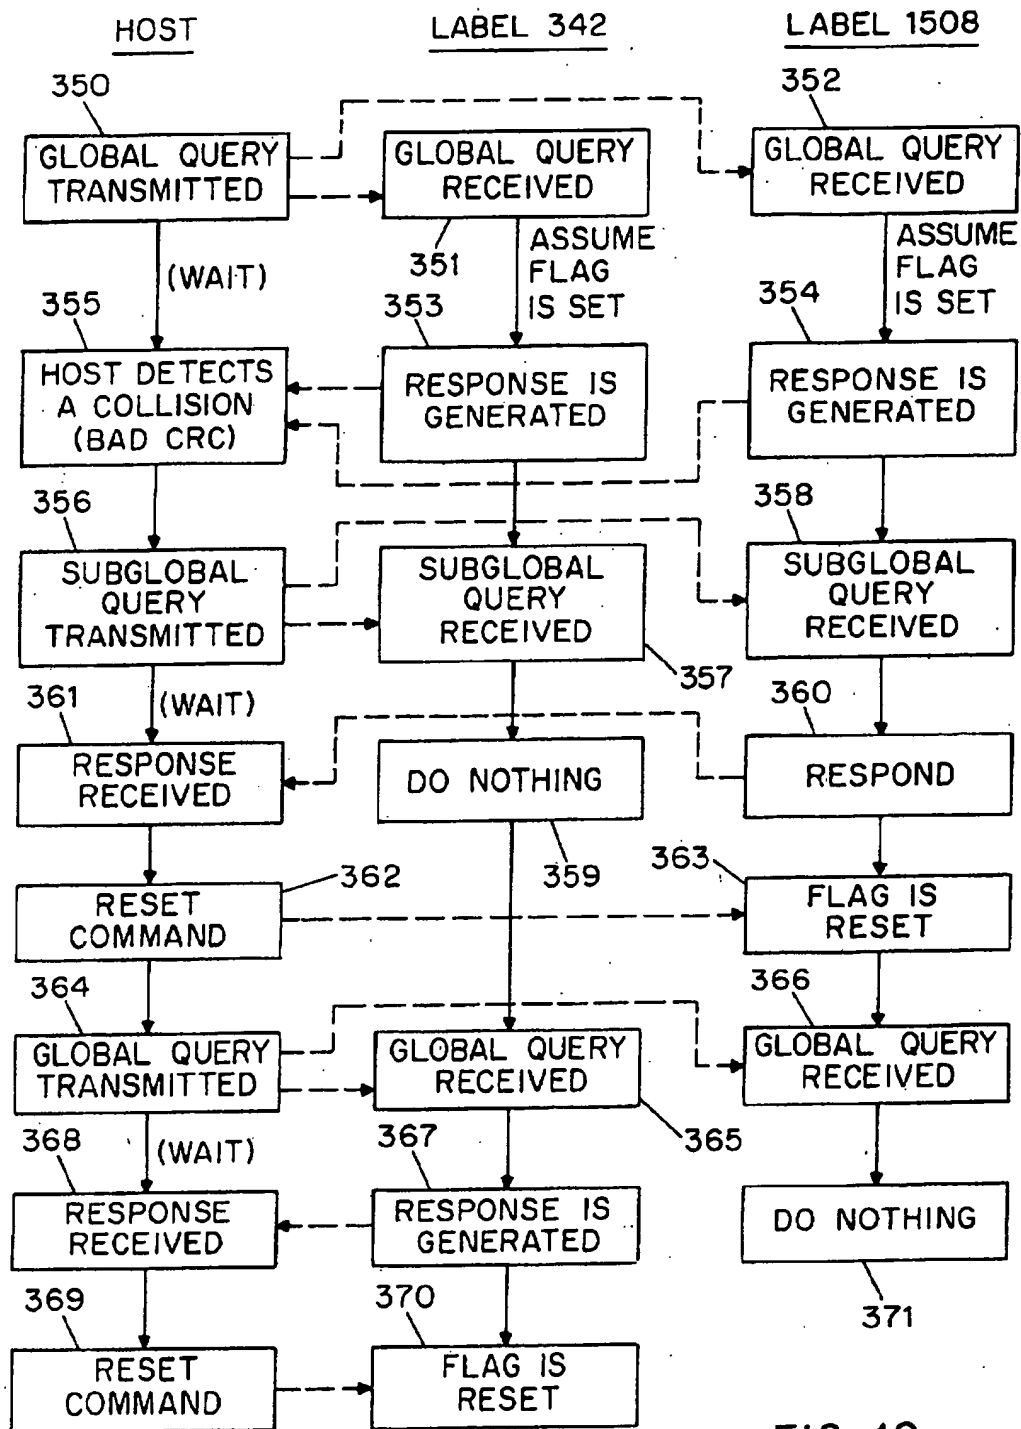 HOST
LABEL 342
LABEL 1508
350
352
GLOBAL QUERY
TRANSMITTED
GLOBAL QUERY
RECEIVED
GLOBAL QUERY
RECEIVED
351
(WAIT)
ASSUME
FLAG
IS SET
ASSUME
FLAG
IS SET
355
353
354
HOST DETECTS
A COLLISION
(BAD CRC)
RESPONSE IS
GENERATED
RESPONSE IS
GENERATED
356
358
SUBGLOBAL
QUERY
TRANSMITTED
SUBGLOBAL
QUERY
RECEIVED
SUBGLOBAL
QUERY
RECEIVED
357
361
(WAIT)
360
RESPONSE
RECEIVED
DO NOTHING
RESPOND
362
359
363
RESET
COMMAND
FLAG IS
RESET
364
366
GLOBAL QUERY
TRANSMITTED
GLOBAL QUERY
RECEIVED
GLOBAL QUERY
RECEIVED
368
(WAIT)
367
365
RESPONSE
RECEIVED
RESPONSE IS
GENERATED
DO NOTHING
369
370
371
RESET
COMMAND
FLAG IS
RESET